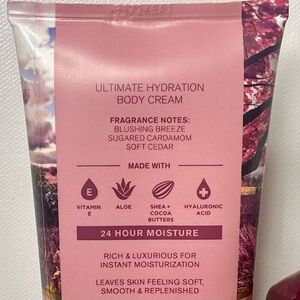 ULTIMATE HYDRATION
BODY CREAM
FRAGRANCE NOTES:
BLUSHING BREEZE
SUGARED CARDAMOM
SOFT CEDAR
MADE WITH
E
VITAMIN
E
ALOE
SHEA +
COCOA
BUTTERS
HYALURONIC
ACID
24 HOUR MOISTURE
RICH & LUXURIOUS FOR
INSTANT MOISTURIZATION
LEAVES SKIN FEELING SOFT,
SMOOTH & REPLENISHED